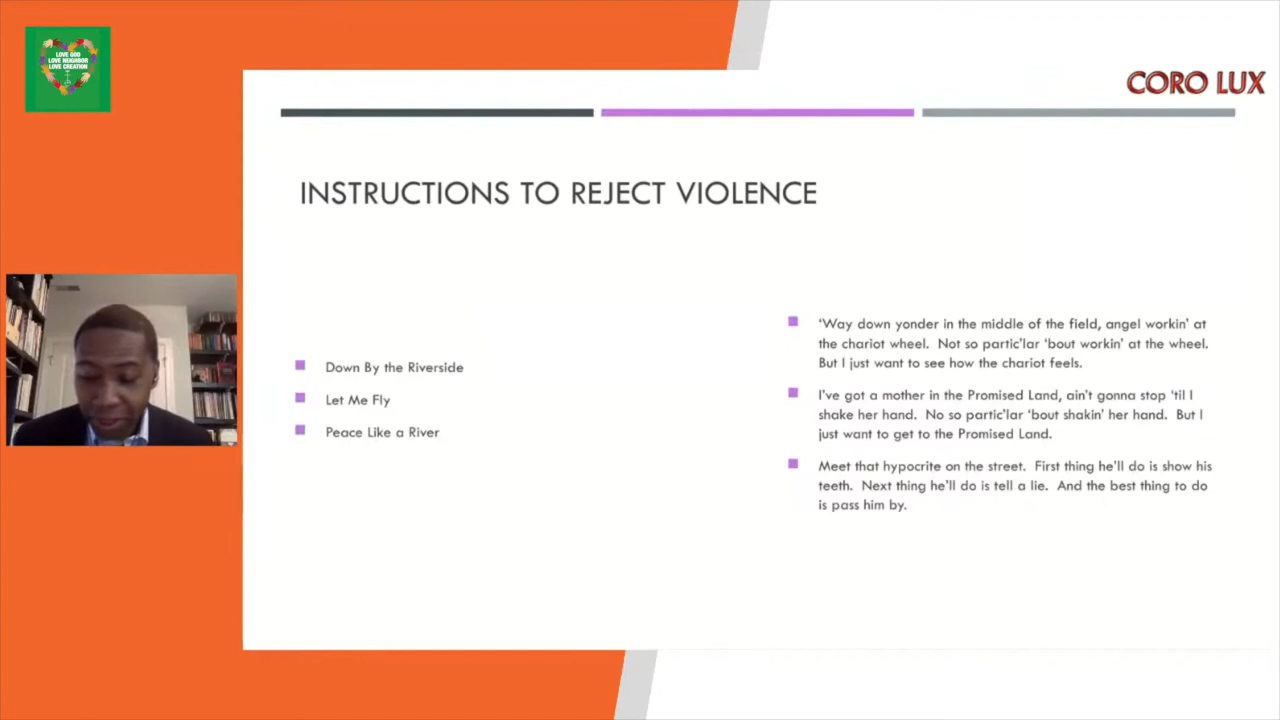 LOVE GOD
LOVE NEIGHBOR
LOVE CREATION
CORO LUX
INSTRUCTIONS TO REJECT VIOLENCE
Down By the Riverside
Let Me Fly
Peace Like a River
'Way down yonder in the middle of the field, angel workin' at
the chariot wheel. Not so partic'lar 'bout workin' at the wheel.
But I just want to see how the chariot feels.
I've got a mother in the Promised Land, ain't gonna stop 'til I
shake her hand. No so partic'lar 'bout shakin' her hand. But I
just want to get to the Promised Land.
Meet that hypocrite on the street. First thing he'll do is show his
teeth. Next thing he'll do is tell a lie. And the best thing to do
is pass him by.